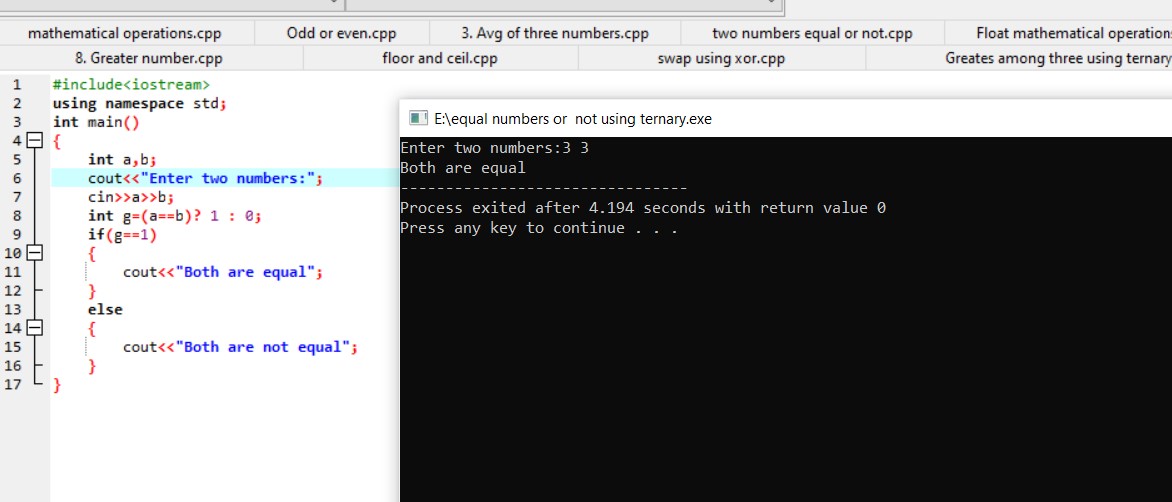 mathematical operations.cpp Odd or even.cpp 3. Avg of three numbers.cpp two numbers equal or not.cpp Float mathematical operation
8. Greater number.cpp floor and ceil.cpp swap using xor.cpp Greates among three using ternary
1 #include<iostream>
2 using namespace std;
3 int main()
4 {
5 int a,b;
6 cout<<"Enter two numbers:";
7 cin>>a>>b;
8 int g=(a==b)? 1 : 0;
9 if(g==1)
10 {
11 cout<<"Both are equal";
12 }
13 else
14 {
15 cout<<"Both are not equal";
16 }
17 }
E:\equal numbers or  not using ternary.exe
Enter two numbers:3 3
Both are equal
--------------------------------
Process exited after 4.194 seconds with return value 0
Press any key to continue . . .